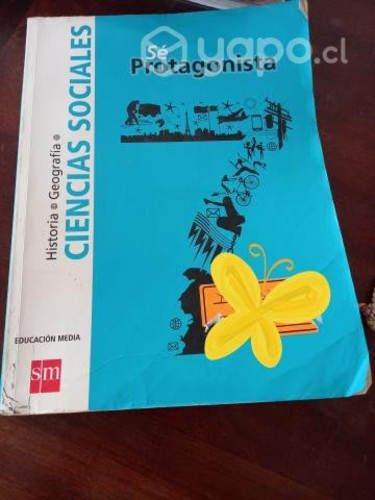 yapo.cl
Sé
Protagonista
Historia • Geografía •
CIENCIAS SOCIALES
EDUCACIÓN MEDIA
sm